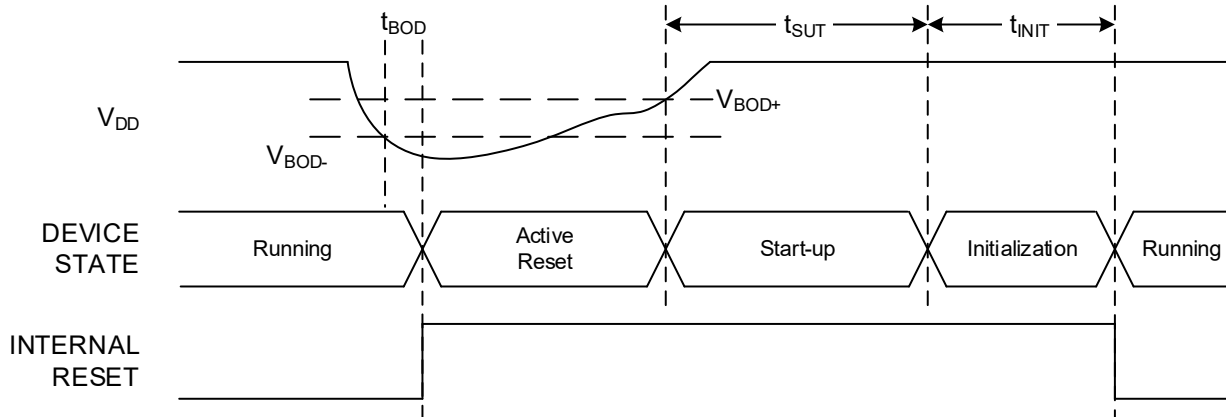 tBOD
tSUT
tINIT
VDD
VBOD+
VBOD-
DEVICE
STATE
Running
Active
Reset
Start-up
Initialization
Running
INTERNAL
RESET